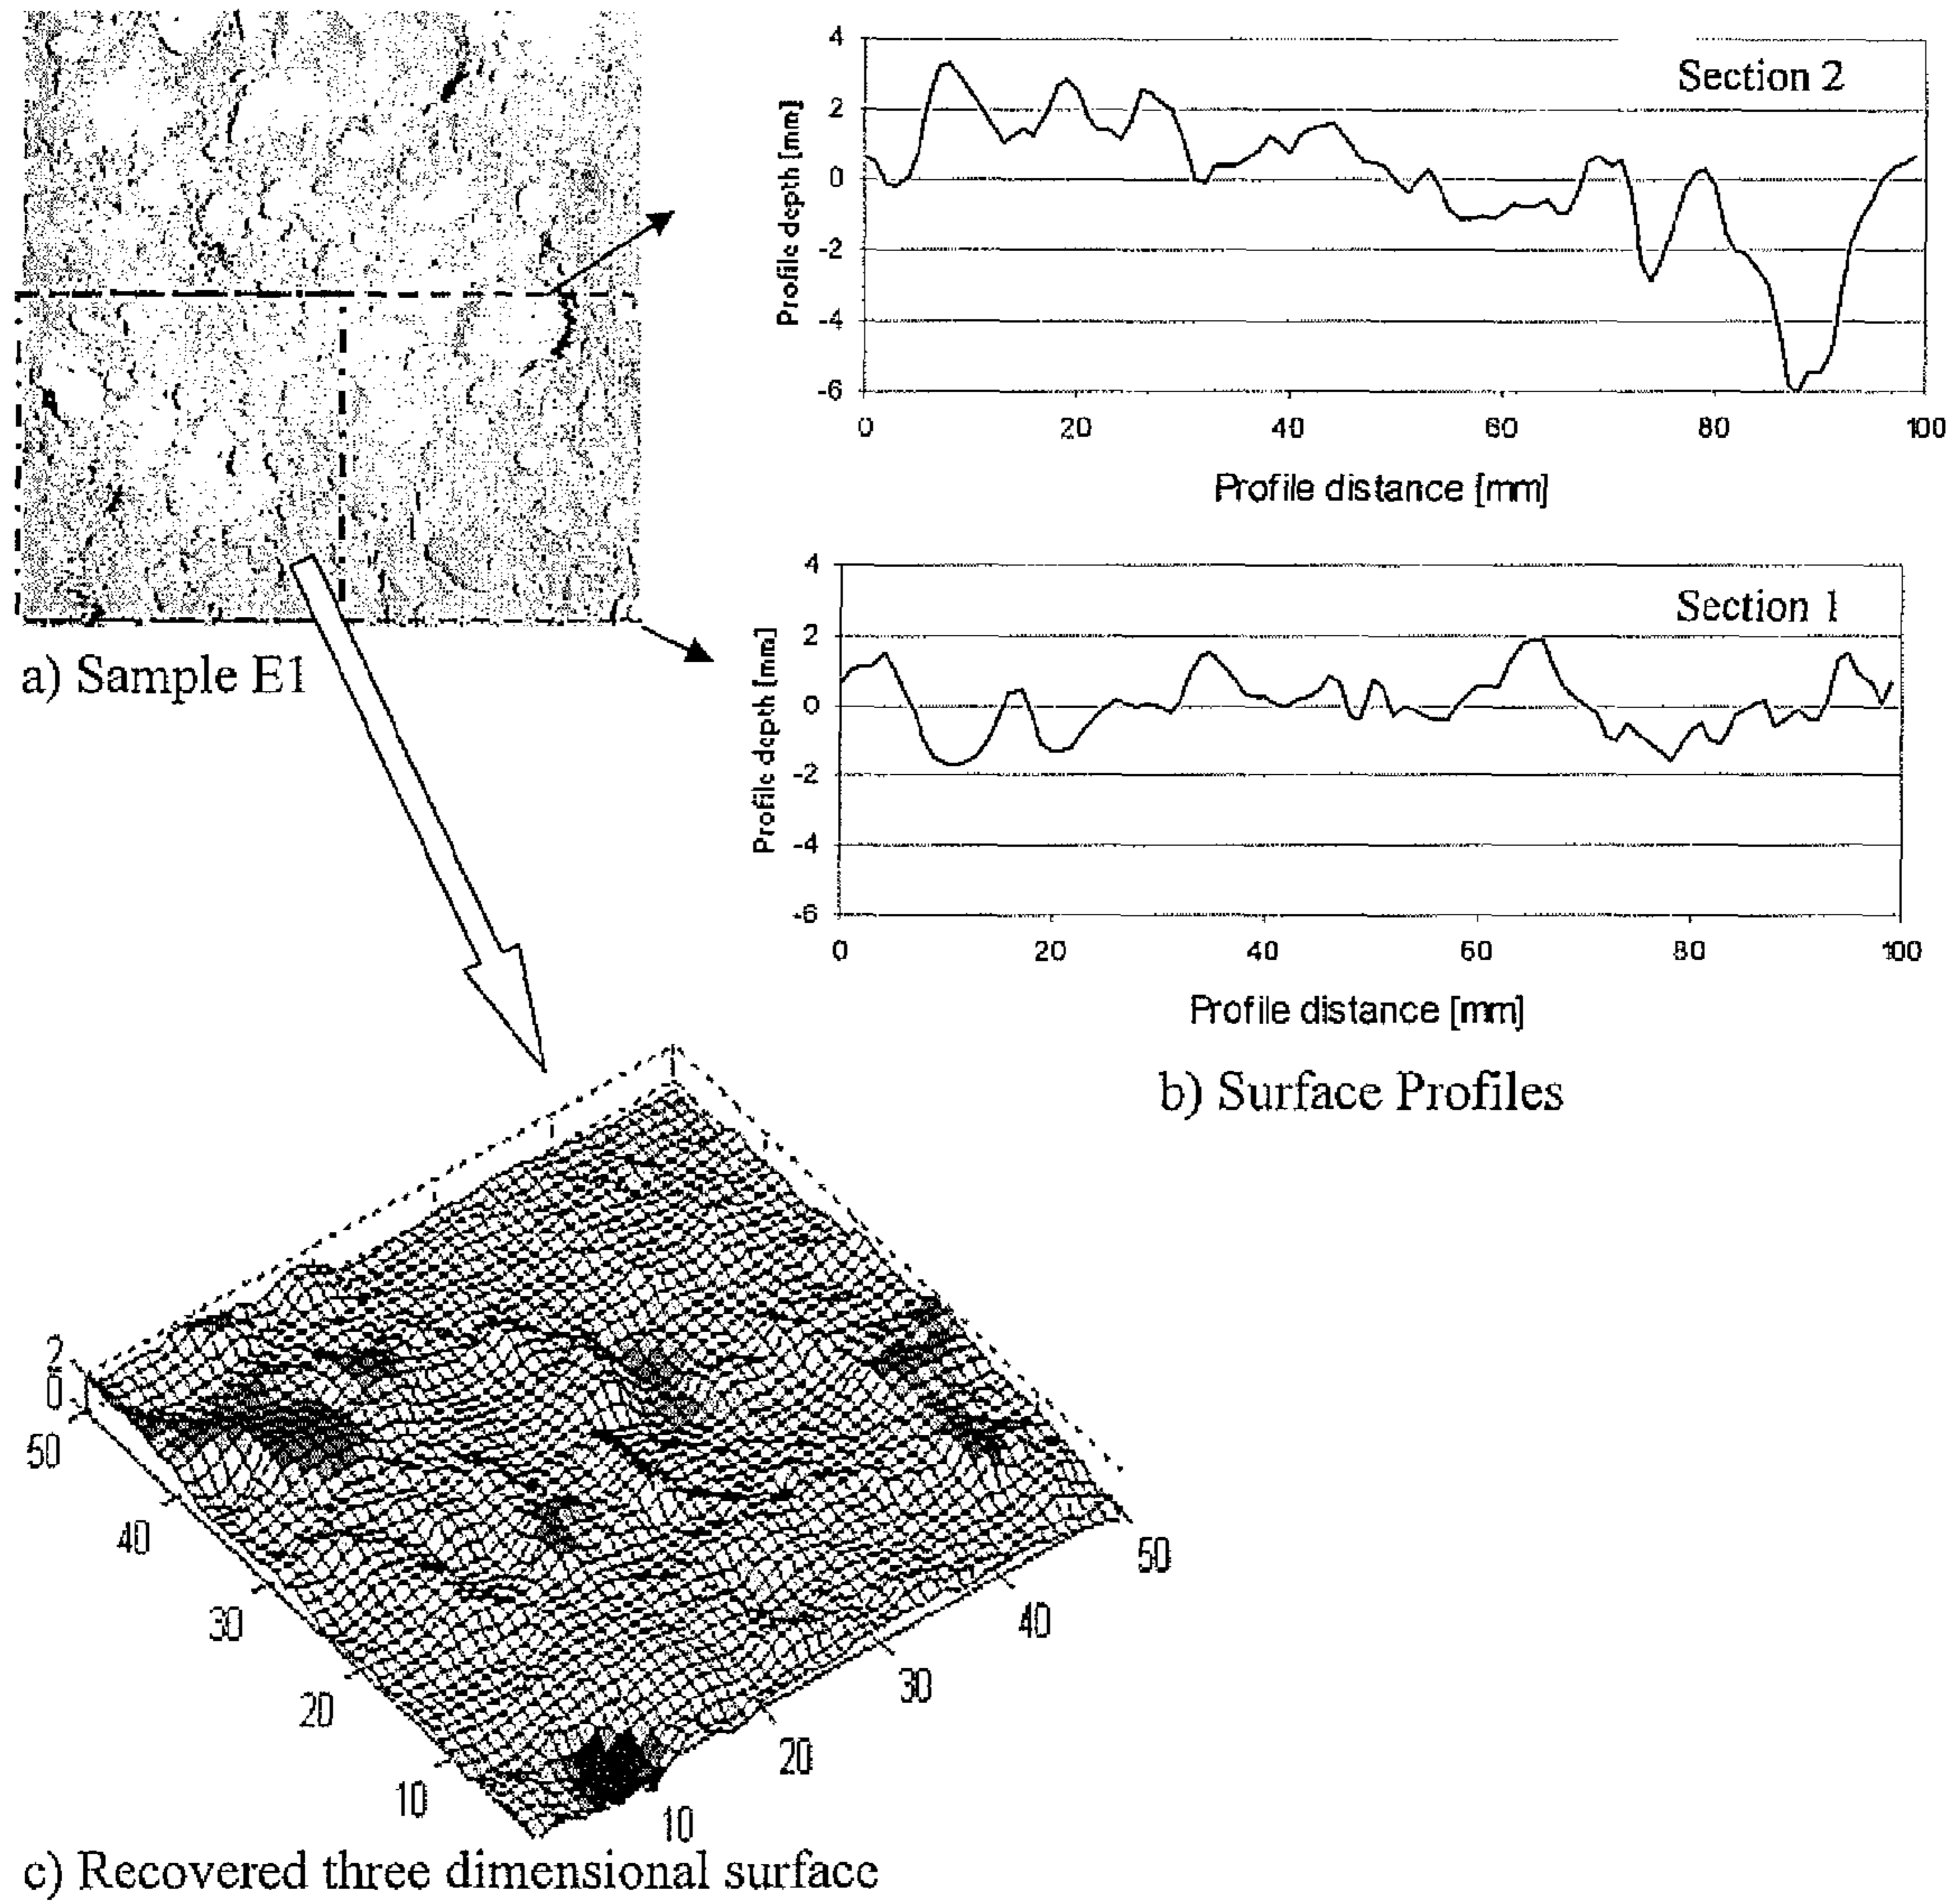 4
2
0
-2
-4
-6
Profile depth [mm]
Section 2
0 20 40 60 80 100
Profile distance [mm]
4
2
0
-2
-4
-6
Profile depth [mm]
Section 1
0 20 40 60 80 100
Profile distance [mm]
a) Sample E1
b) Surface Profiles
2
0
50
40
30
20
10
10
20
30
40
50
c) Recovered three dimensional surface